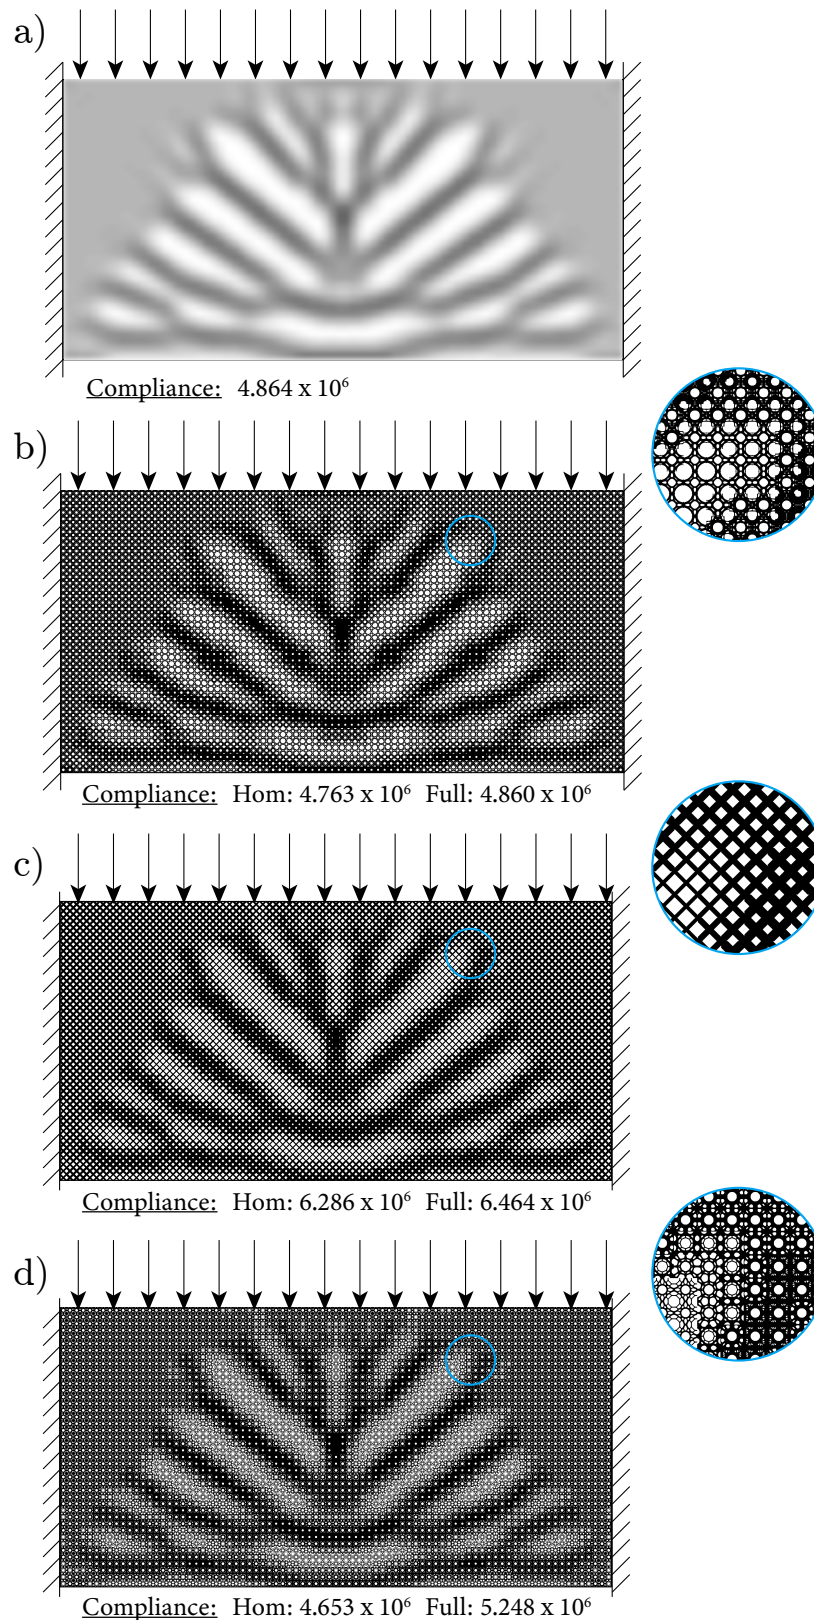 a)
Compliance: 4.864 x 10⁶
b)
Compliance: Hom: 4.763 x 10⁶ Full: 4.860 x 10⁶
c)
Compliance: Hom: 6.286 x 10⁶ Full: 6.464 x 10⁶
d)
Compliance: Hom: 4.653 x 10⁶ Full: 5.248 x 10⁶